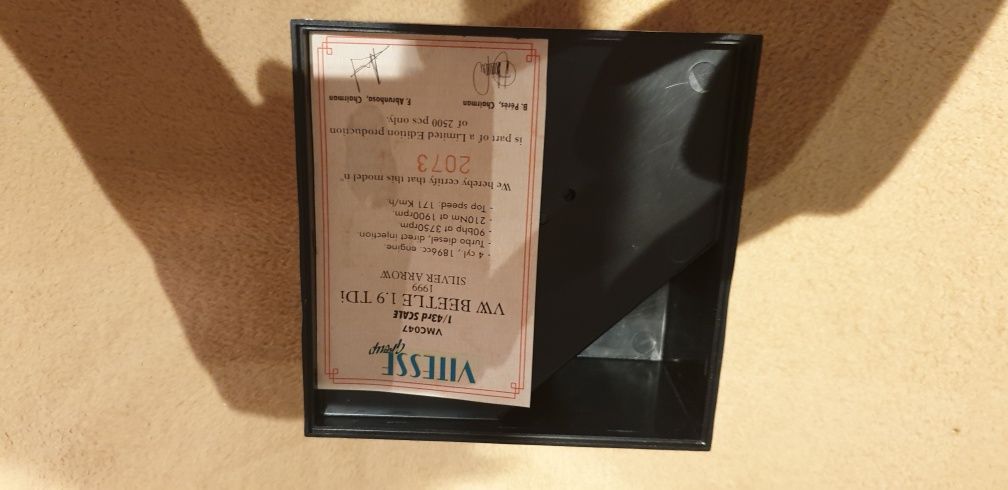 VITESSE
Group
VMC047
1/43rd SCALE
VW BEETLE 1.9 TDi
1999
SILVER ARROW
- 4 cyl , 1896cc. engine.
- Turbo diesel, direct injection
- 90bhp at 3750rpm
- 210Nm at 1900rpm.
- Top speed: 171 Km/h.
We hereby certify that this model nº
2073
is part of a Limited Edition production
of 2500 pcs only.
B. Pérès, Chairman F. Abrunhosa, Chairman